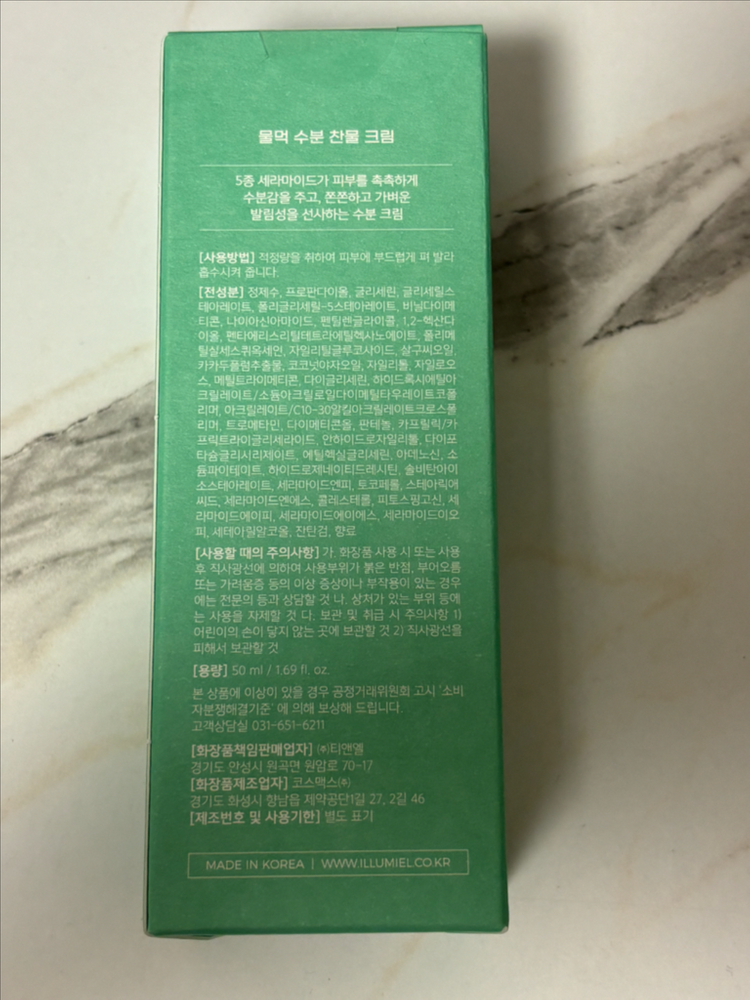 물먹 수분 찬물 크림
5종 세라마이드가 피부를 촉촉하게
수분감을 주고, 쫀쫀하고 가벼운
발림성을 선사하는 수분 크림
[사용방법] 적정량을 취하여 피부에 부드럽게 펴 발라
흡수시켜 줍니다.
[전성분] 정제수, 프로판다이올, 글리세린, 글리세릴스
테아레이트, 폴리글리세릴-5스테아레이트, 비닐다이메
티콘, 나이아신아마이드, 펜틸렌글라이콜, 1,2-헥산다
이올, 펜타에리스리틸테트라에틸헥사노에이트, 폴리메
틸실세스퀴옥세인, 자일리틸글루코사이드, 살구씨오일,
카카두플럼추출물, 코코넛야자오일, 자일리톨, 자일로오
스, 메틸트라이메티콘, 다이글리세린, 하이드록시에틸아
크릴레이트/소듐아크릴로일다이메틸타우레이트코폴
리머, 아크릴레이트/C10-30알킬아크릴레이트크로스폴
리머, 트로메타민, 다이메티콘올, 판테놀, 카프릴릭/카
프릭트라이글리세라이드, 안하이드로자일리톨, 다이포
타슘글리시리제이트, 에틸헥실글리세린, 아데노신, 소
듐파이테이트, 하이드로제네이티드레시틴, 솔비탄아이
소스테아레이트, 세라마이드엔피, 토코페롤, 스테아릭애
씨드, 세라마이드엔에스, 콜레스테롤, 피토스핑고신, 세
라마이드에이피, 세라마이드에이에스, 세라마이드이오
피, 세테아릴알코올, 잔탄검, 향료
[사용할 때의 주의사항] 가. 화장품 사용 시 또는 사용
후 직사광선에 의하여 사용부위가 붉은 반점, 부어오름
또는 가려움증 등의 이상 증상이나 부작용이 있는 경우
에는 전문의 등과 상담할 것 나. 상처가 있는 부위 등에
는 사용을 자제할 것 다. 보관 및 취급 시 주의사항 1)
어린이의 손이 닿지 않는 곳에 보관할 것 2) 직사광선을
피해서 보관할 것
[용량] 50 ml / 1.69 fl. oz.
본 상품에 이상이 있을 경우 공정거래위원회 고시 '소비
자분쟁해결기준' 에 의해 보상해 드립니다.
고객상담실 031-651-6211
[화장품책임판매업자] ㈜티앤엘
경기도 안성시 원곡면 원암로 70-17
[화장품제조업자] 코스맥스㈜
경기도 화성시 향남읍 제약공단1길 27, 2길 46
[제조번호 및 사용기한] 별도 표기
MADE IN KOREA | WWW.ILLUMIEL.CO.KR